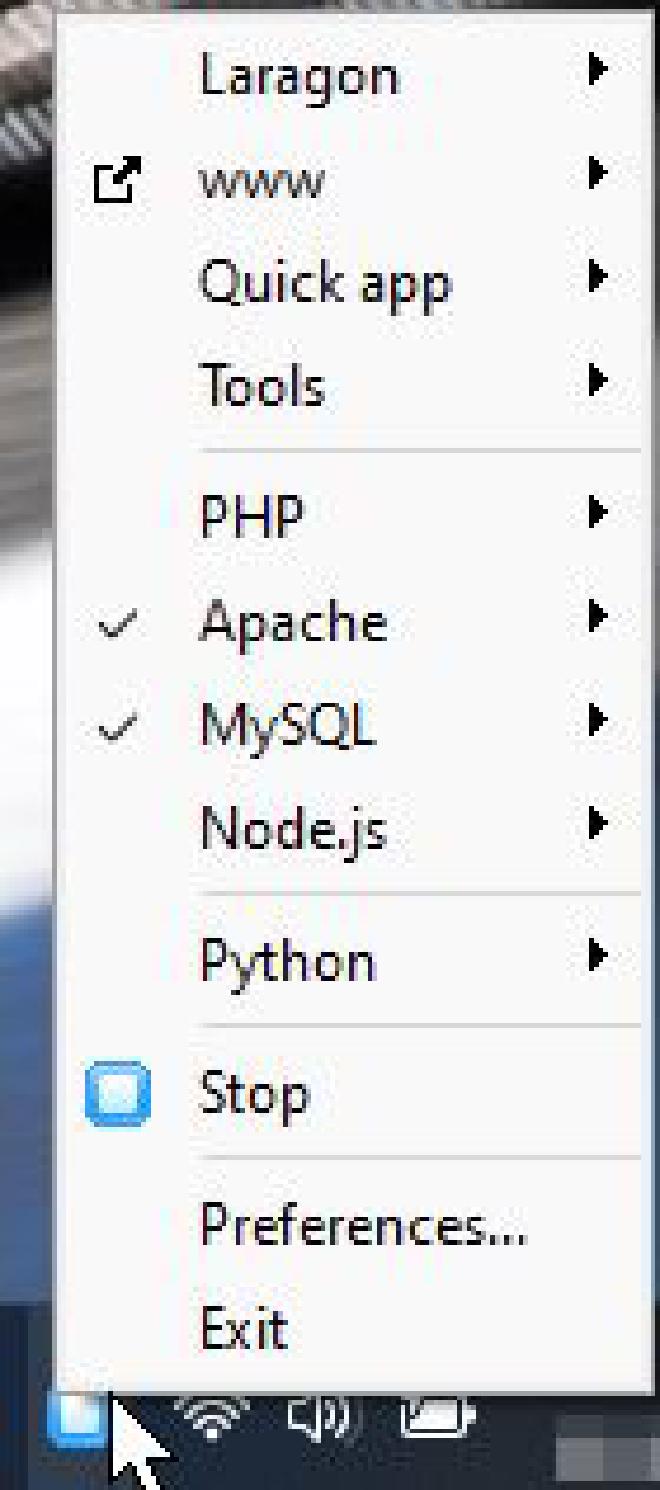 Laragon
www
Quick app
Tools
PHP
Apache
MySQL
Node.js
Python
Stop
Preferences...
Exit